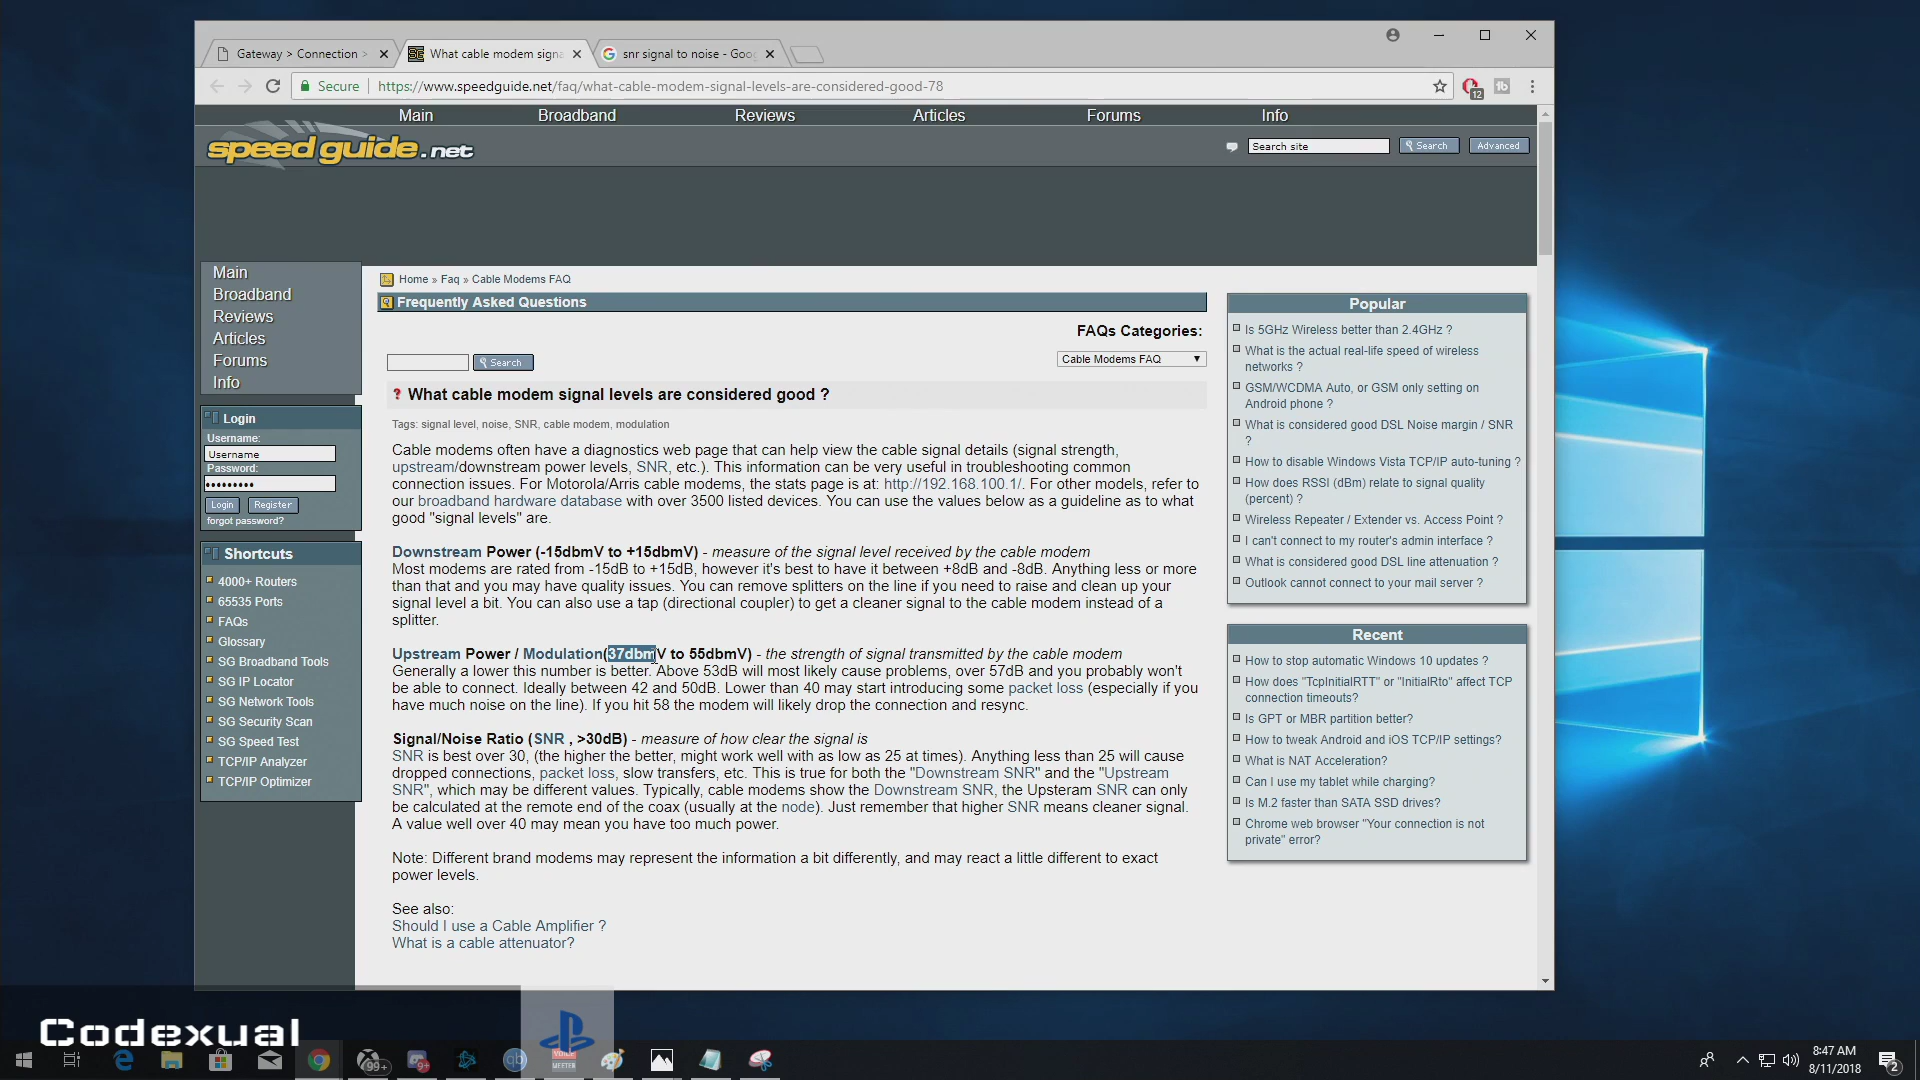 Gateway > Connection >
What cable modem signa
snr signal to noise - Goo
Secure https://www.speedguide.net/faq/what-cable-modem-signal-levels-are-considered-good-78
12
Main Broadband Reviews Articles Forums Info
speedguide.net
Search site Search Advanced
Main
Broadband
Reviews
Articles
Forums
Info
Login
Username:
Username
Password:
•••••••••
Login Register
forgot password?
Shortcuts
4000+ Routers
65535 Ports
FAQs
Glossary
SG Broadband Tools
SG IP Locator
SG Network Tools
SG Security Scan
SG Speed Test
TCP/IP Analyzer
TCP/IP Optimizer
Home » Faq » Cable Modems FAQ
Frequently Asked Questions
FAQs Categories:
Search
Cable Modems FAQ
? What cable modem signal levels are considered good ?
Tags: signal level, noise, SNR, cable modem, modulation
Cable modems often have a diagnostics web page that can help view the cable signal details (signal strength,
upstream/downstream power levels, SNR, etc.). This information can be very useful in troubleshooting common
connection issues. For Motorola/Arris cable modems, the stats page is at: http://192.168.100.1/. For other models, refer to
our broadband hardware database with over 3500 listed devices. You can use the values below as a guideline as to what
good "signal levels" are.
Downstream Power (-15dbmV to +15dbmV) - measure of the signal level received by the cable modem
Most modems are rated from -15dB to +15dB, however it's best to have it between +8dB and -8dB. Anything less or more
than that and you may have quality issues. You can remove splitters on the line if you need to raise and clean up your
signal level a bit. You can also use a tap (directional coupler) to get a cleaner signal to the cable modem instead of a
splitter.
Upstream Power / Modulation(37dbmV to 55dbmV) - the strength of signal transmitted by the cable modem
Generally a lower this number is better. Above 53dB will most likely cause problems, over 57dB and you probably won't
be able to connect. Ideally between 42 and 50dB. Lower than 40 may start introducing some packet loss (especially if you
have much noise on the line). If you hit 58 the modem will likely drop the connection and resync.
Signal/Noise Ratio (SNR , >30dB) - measure of how clear the signal is
SNR is best over 30, (the higher the better, might work well with as low as 25 at times). Anything less than 25 will cause
dropped connections, packet loss, slow transfers, etc. This is true for both the "Downstream SNR" and the "Upstream
SNR", which may be different values. Typically, cable modems show the Downstream SNR, the Upsteram SNR can only
be calculated at the remote end of the coax (usually at the node). Just remember that higher SNR means cleaner signal.
A value well over 40 may mean you have too much power.
Note: Different brand modems may represent the information a bit differently, and may react a little different to exact
power levels.
See also:
Should I use a Cable Amplifier ?
What is a cable attenuator?
Popular
Is 5GHz Wireless better than 2.4GHz ?
What is the actual real-life speed of wireless
networks ?
GSM/WCDMA Auto, or GSM only setting on
Android phone ?
What is considered good DSL Noise margin / SNR
?
How to disable Windows Vista TCP/IP auto-tuning ?
How does RSSI (dBm) relate to signal quality
(percent) ?
Wireless Repeater / Extender vs. Access Point ?
I can't connect to my router's admin interface ?
What is considered good DSL line attenuation ?
Outlook cannot connect to your mail server ?
Recent
How to stop automatic Windows 10 updates ?
How does "TcpInitialRTT" or "InitialRto" affect TCP
connection timeouts?
Is GPT or MBR partition better?
How to tweak Android and iOS TCP/IP settings?
What is NAT Acceleration?
Can I use my tablet while charging?
Is M.2 faster than SATA SSD drives?
Chrome web browser "Your connection is not
private" error?
Codexual
99+
9+
qb
MEETER
8:47 AM
8/11/2018
2